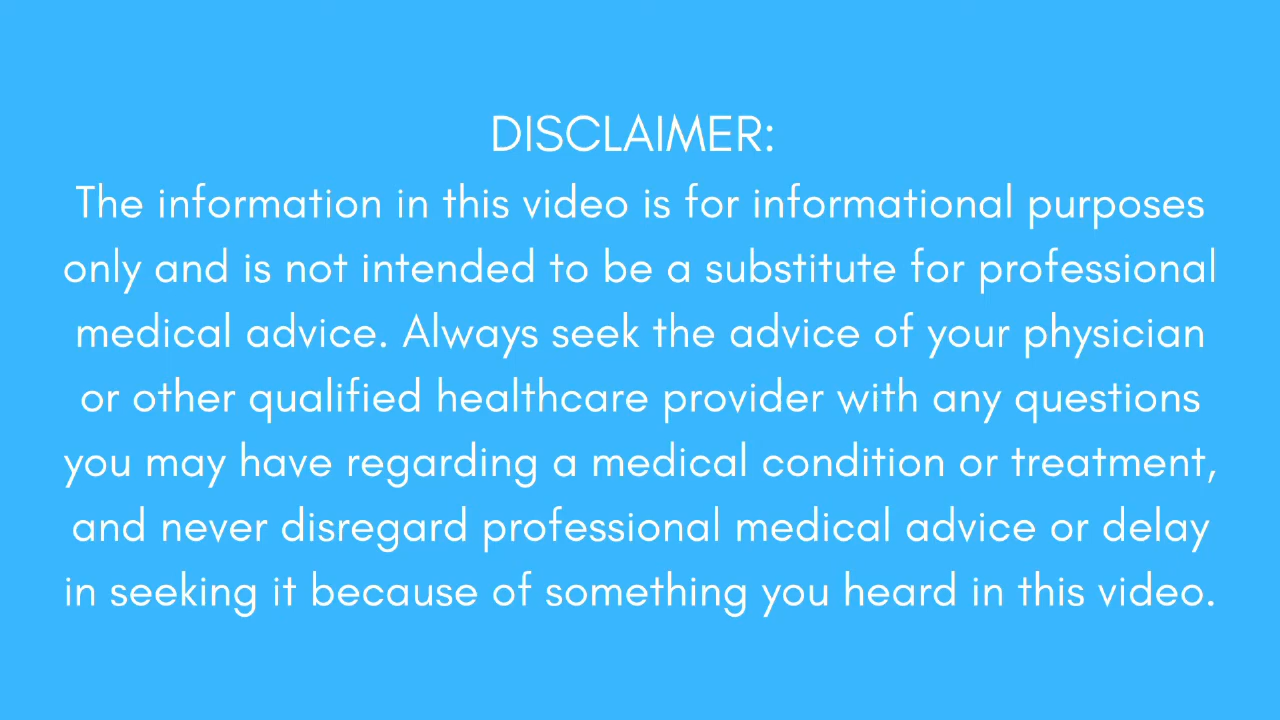 DISCLAIMER:
The information in this video is for informational purposes
only and is not intended to be a substitute for professional
medical advice. Always seek the advice of your physician
or other qualified healthcare provider with any questions
you may have regarding a medical condition or treatment,
and never disregard professional medical advice or delay
in seeking it because of something you heard in this video.